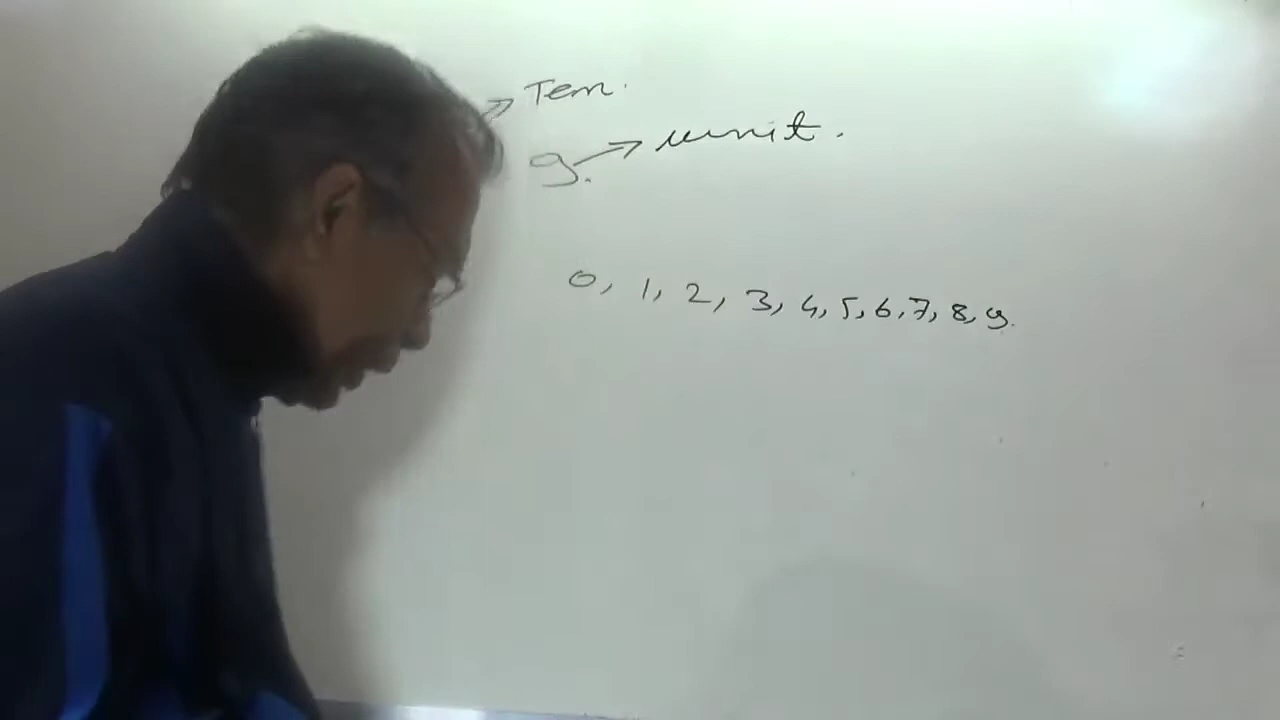 → Ten.
9. → unit.
0, 1, 2, 3, 4, 5, 6, 7, 8, 9.